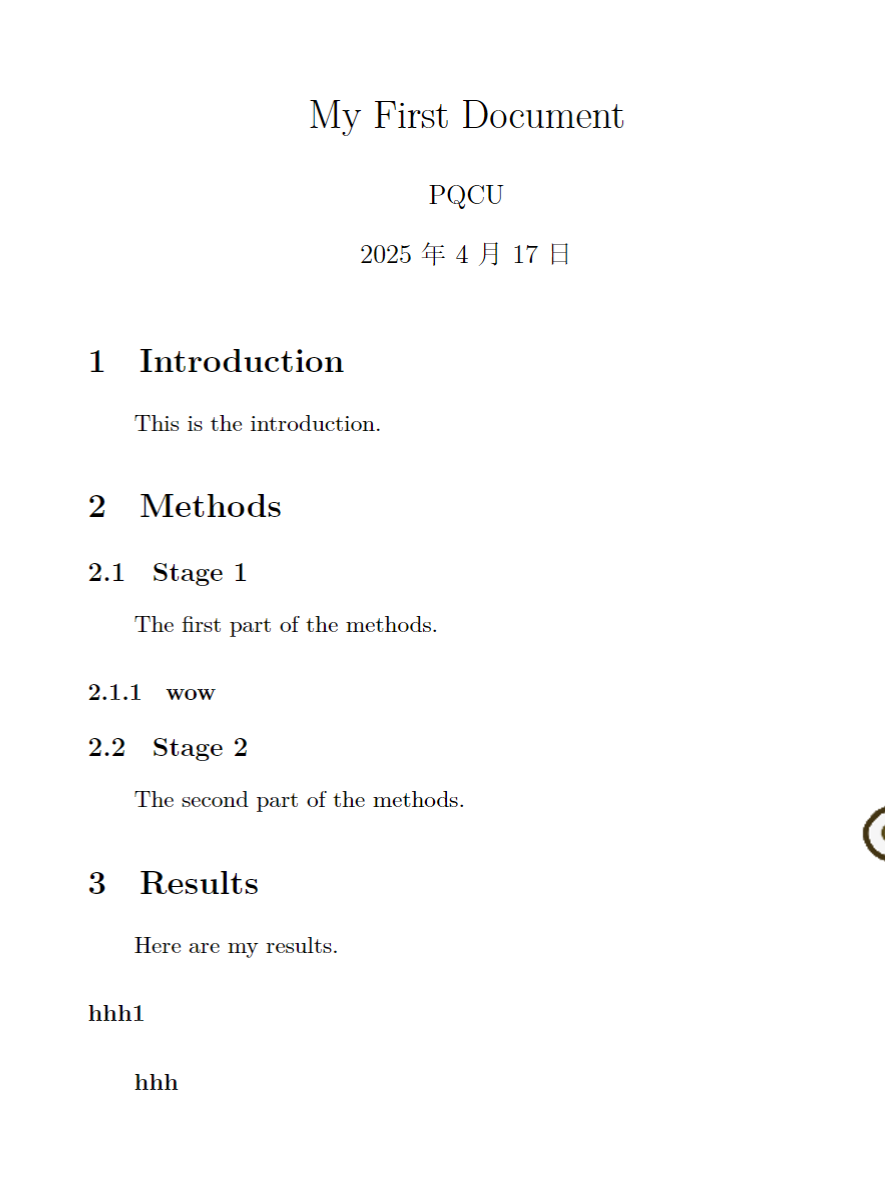 My First Document
PQCU
2025 年 4 月 17 日
1 Introduction
This is the introduction.
2 Methods
2.1 Stage 1
The first part of the methods.
2.1.1 wow
2.2 Stage 2
The second part of the methods.
3 Results
Here are my results.
hhh1
hhh